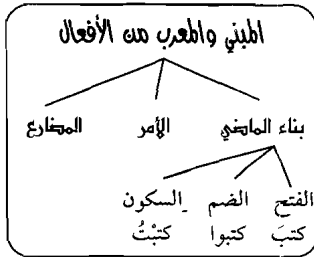 المبني والمعرب من الأفعال
بناء الماضي الأمر المضارع
الفتح الضم السكون
كتبَ كتبوا كتبْتُ